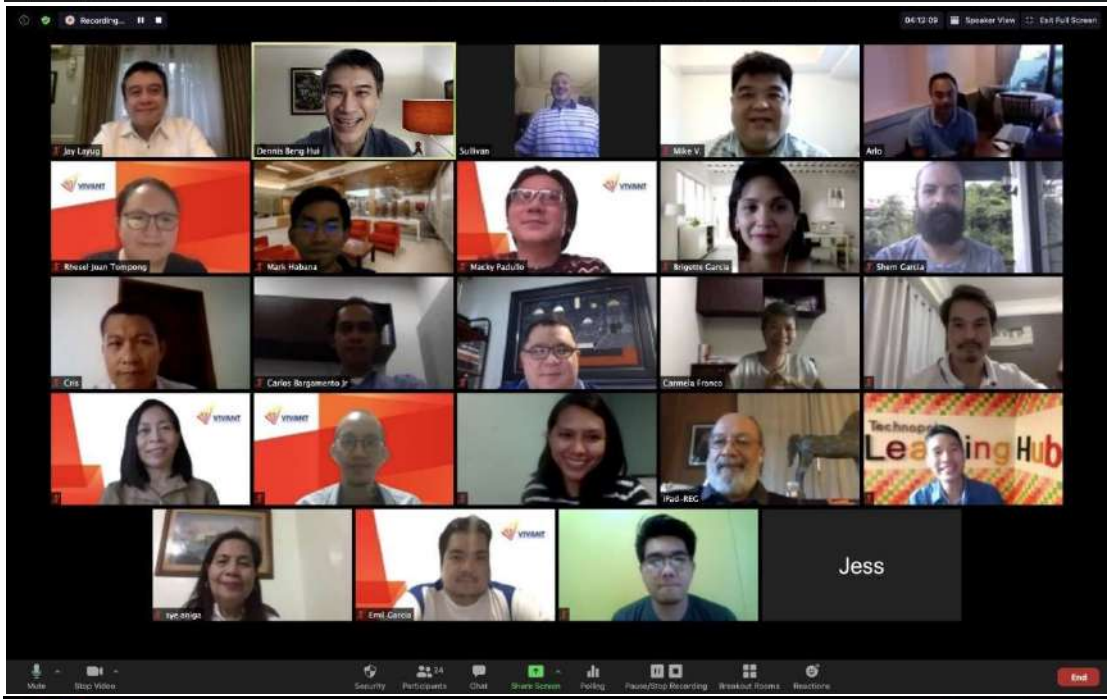 Recording...
04:12:09 Speaker View Exit Full Screen
Jay Layug
Dennis Beng Hui
Sullivan
Mike V.
Arlo
VIVANT
Rhesel Joan Tompong
Mark Habana
VIVANT
Macky Padullo
Brigette Garcia
Shem Garcia
Cris
Carlos Bargamento Jr
Carmela Franco
VIVANT
VIVANT
iPad-REG
Learning Hub
VIVANT
Emil Garcia
Jess
Mute
Stop Video
Security
Participants 24
Chat
Share Screen
Polling
Pause/Stop Recording
Breakout Rooms
Reactions
End